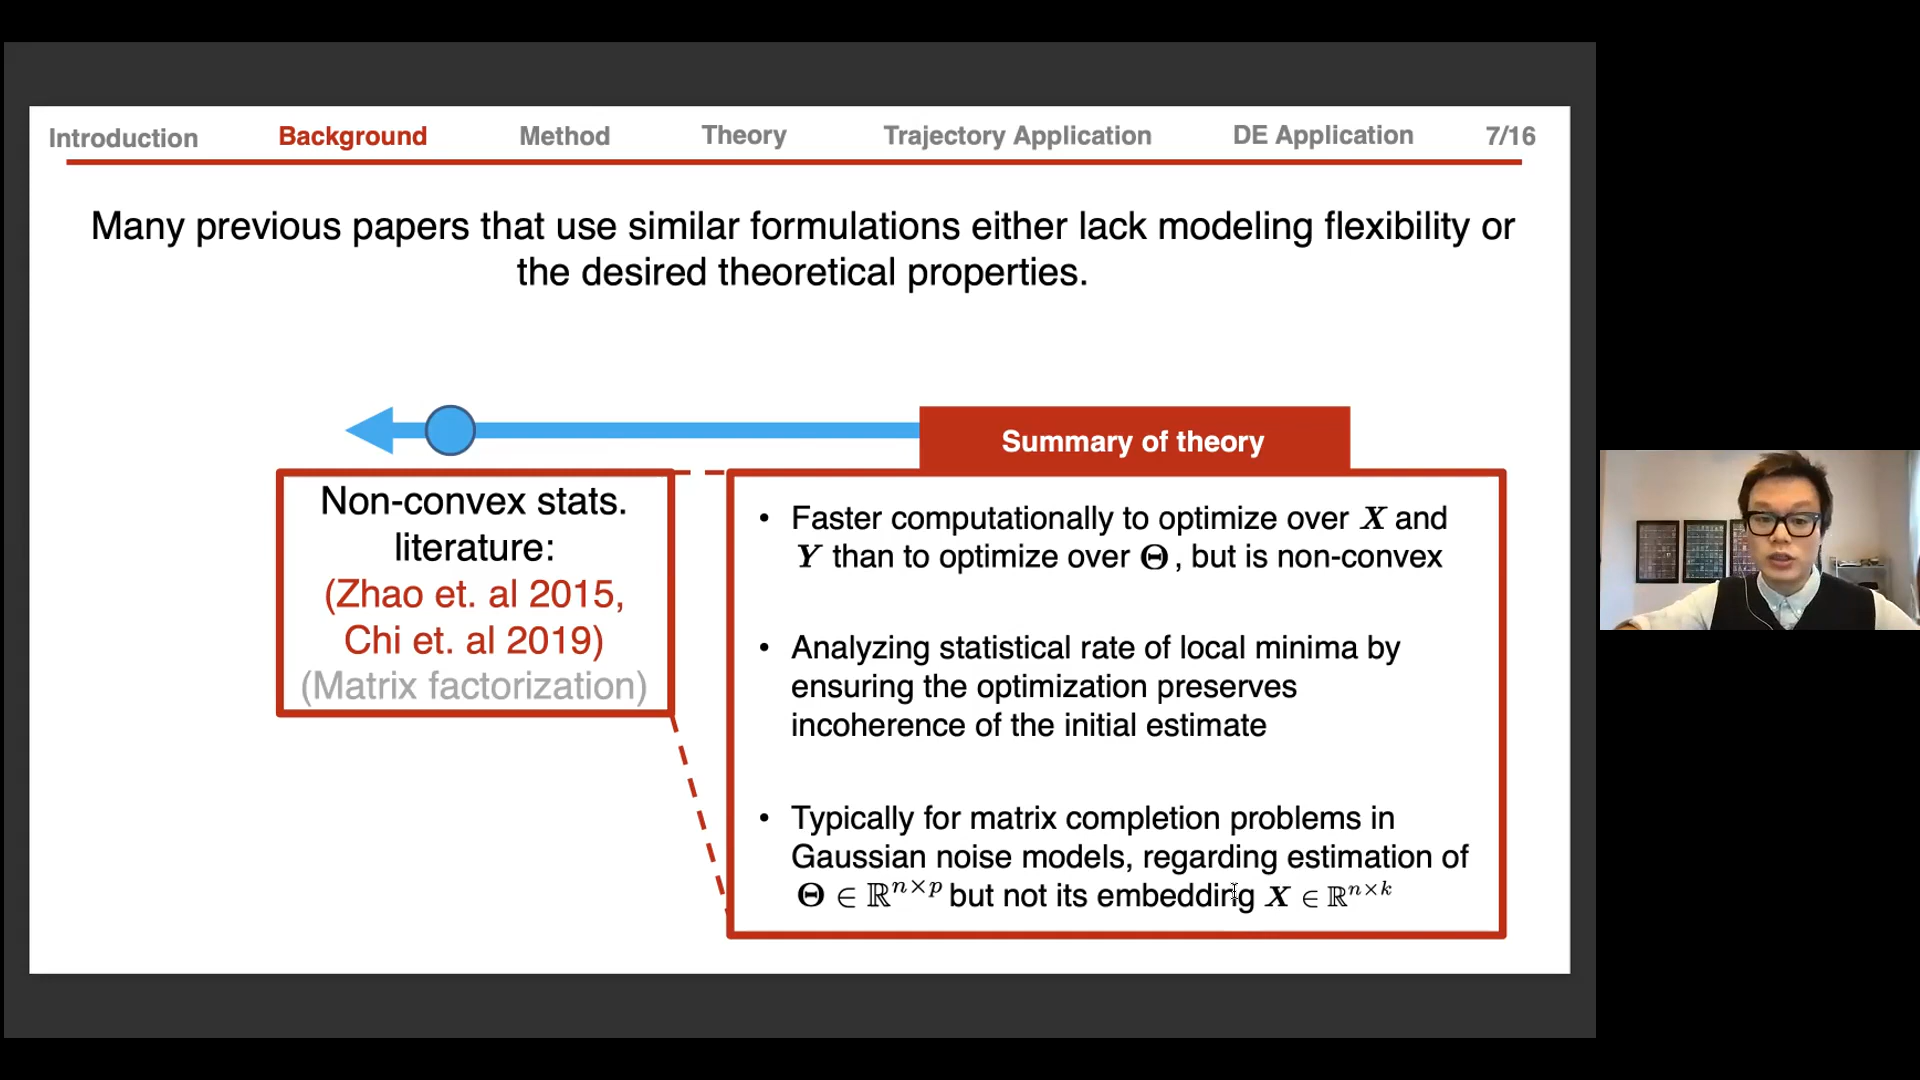 Introduction Background Method Theory Trajectory Application DE Application 7/16
Many previous papers that use similar formulations either lack modeling flexibility or
the desired theoretical properties.
Summary of theory
Non-convex stats.
literature:
(Zhao et. al 2015,
Chi et. al 2019)
(Matrix factorization)
• Faster computationally to optimize over X and
Y than to optimize over Θ, but is non-convex
• Analyzing statistical rate of local minima by
ensuring the optimization preserves
incoherence of the initial estimate
• Typically for matrix completion problems in
Gaussian noise models, regarding estimation of
Θ ∈ ℝⁿˣᵖ but not its embedding X ∈ ℝⁿˣᵏ